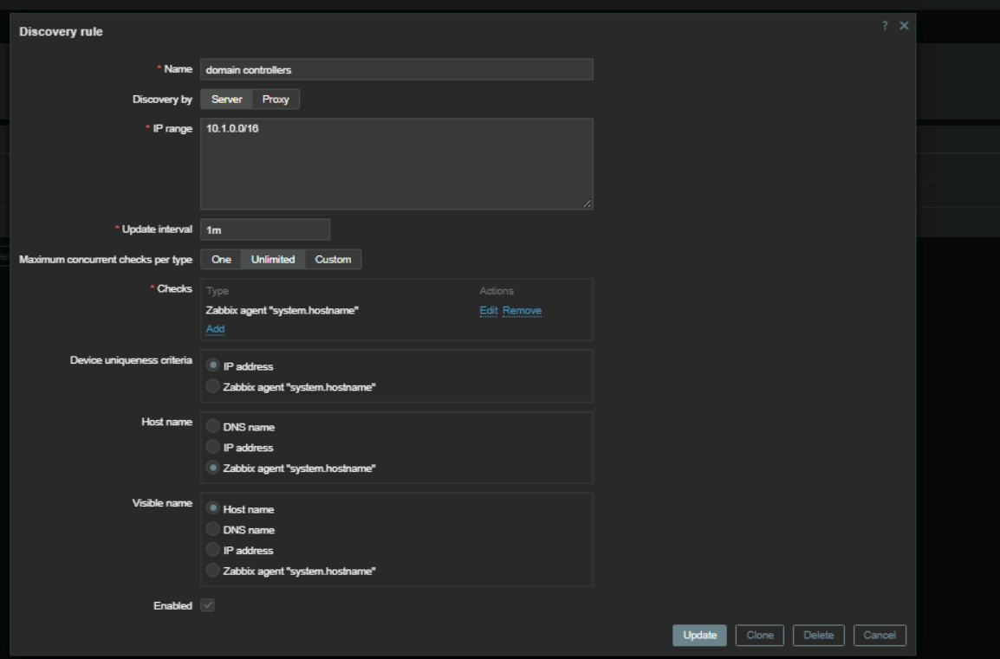 Discovery rule ? ✕
* Name domain controllers
Discovery by Server Proxy
* IP range 10.1.0.0/16
* Update interval 1m
Maximum concurrent checks per type One Unlimited Custom
* Checks Type Actions
Zabbix agent "system.hostname" Edit Remove
Add
Device uniqueness criteria IP address
Zabbix agent "system.hostname"
Host name DNS name
IP address
Zabbix agent "system.hostname"
Visible name Host name
DNS name
IP address
Zabbix agent "system.hostname"
Enabled
Update Clone Delete Cancel